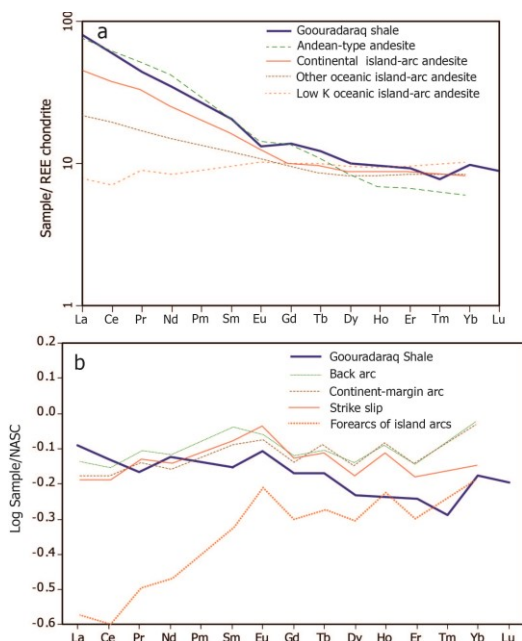 a
Goouradaraq shale
Andean-type andesite
Continental island-arc andesite
Other oceanic island-arc andesite
Low K oceanic island-arc andesite
Sample/ REE chondrite
100
10
1
La Ce Pr Nd Pm Sm Eu Gd Tb Dy Ho Er Tm Yb Lu
b
Goouradaraq Shale
Back arc
Continent-margin arc
Strike slip
Forearcs of island arcs
Log Sample/NASC
0.2
0.1
0.0
-0.1
-0.2
-0.3
-0.4
-0.5
-0.6
La Ce Pr Nd Pm Sm Eu Gd Tb Dy Ho Er Tm Yb Lu